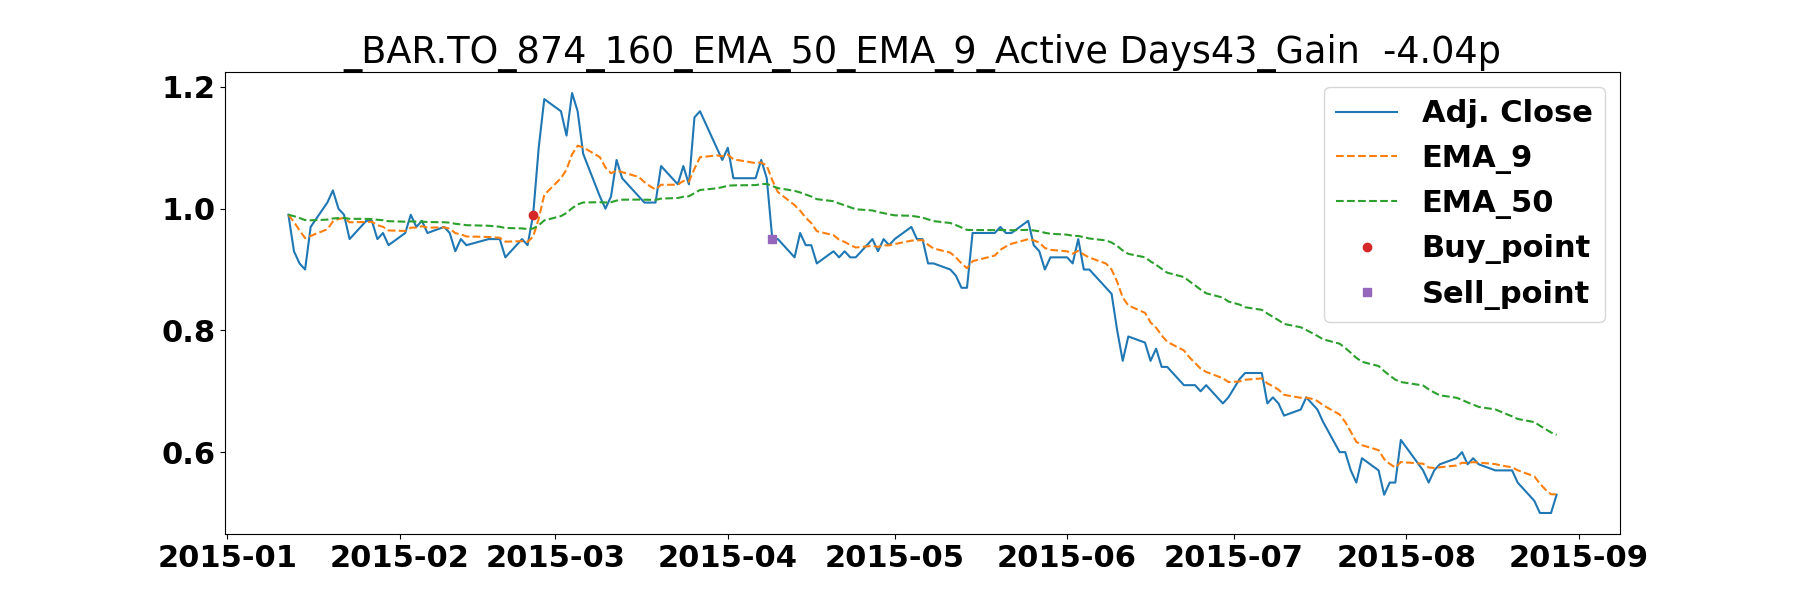 _BAR.TO_874_160_EMA_50_EMA_9_Active Days43_Gain  -4.04p
1.2
1.0
0.8
0.6
Adj. Close
EMA_9
EMA_50
Buy_point
Sell_point
2015-01 2015-02 2015-03 2015-04 2015-05 2015-06 2015-07 2015-08 2015-09